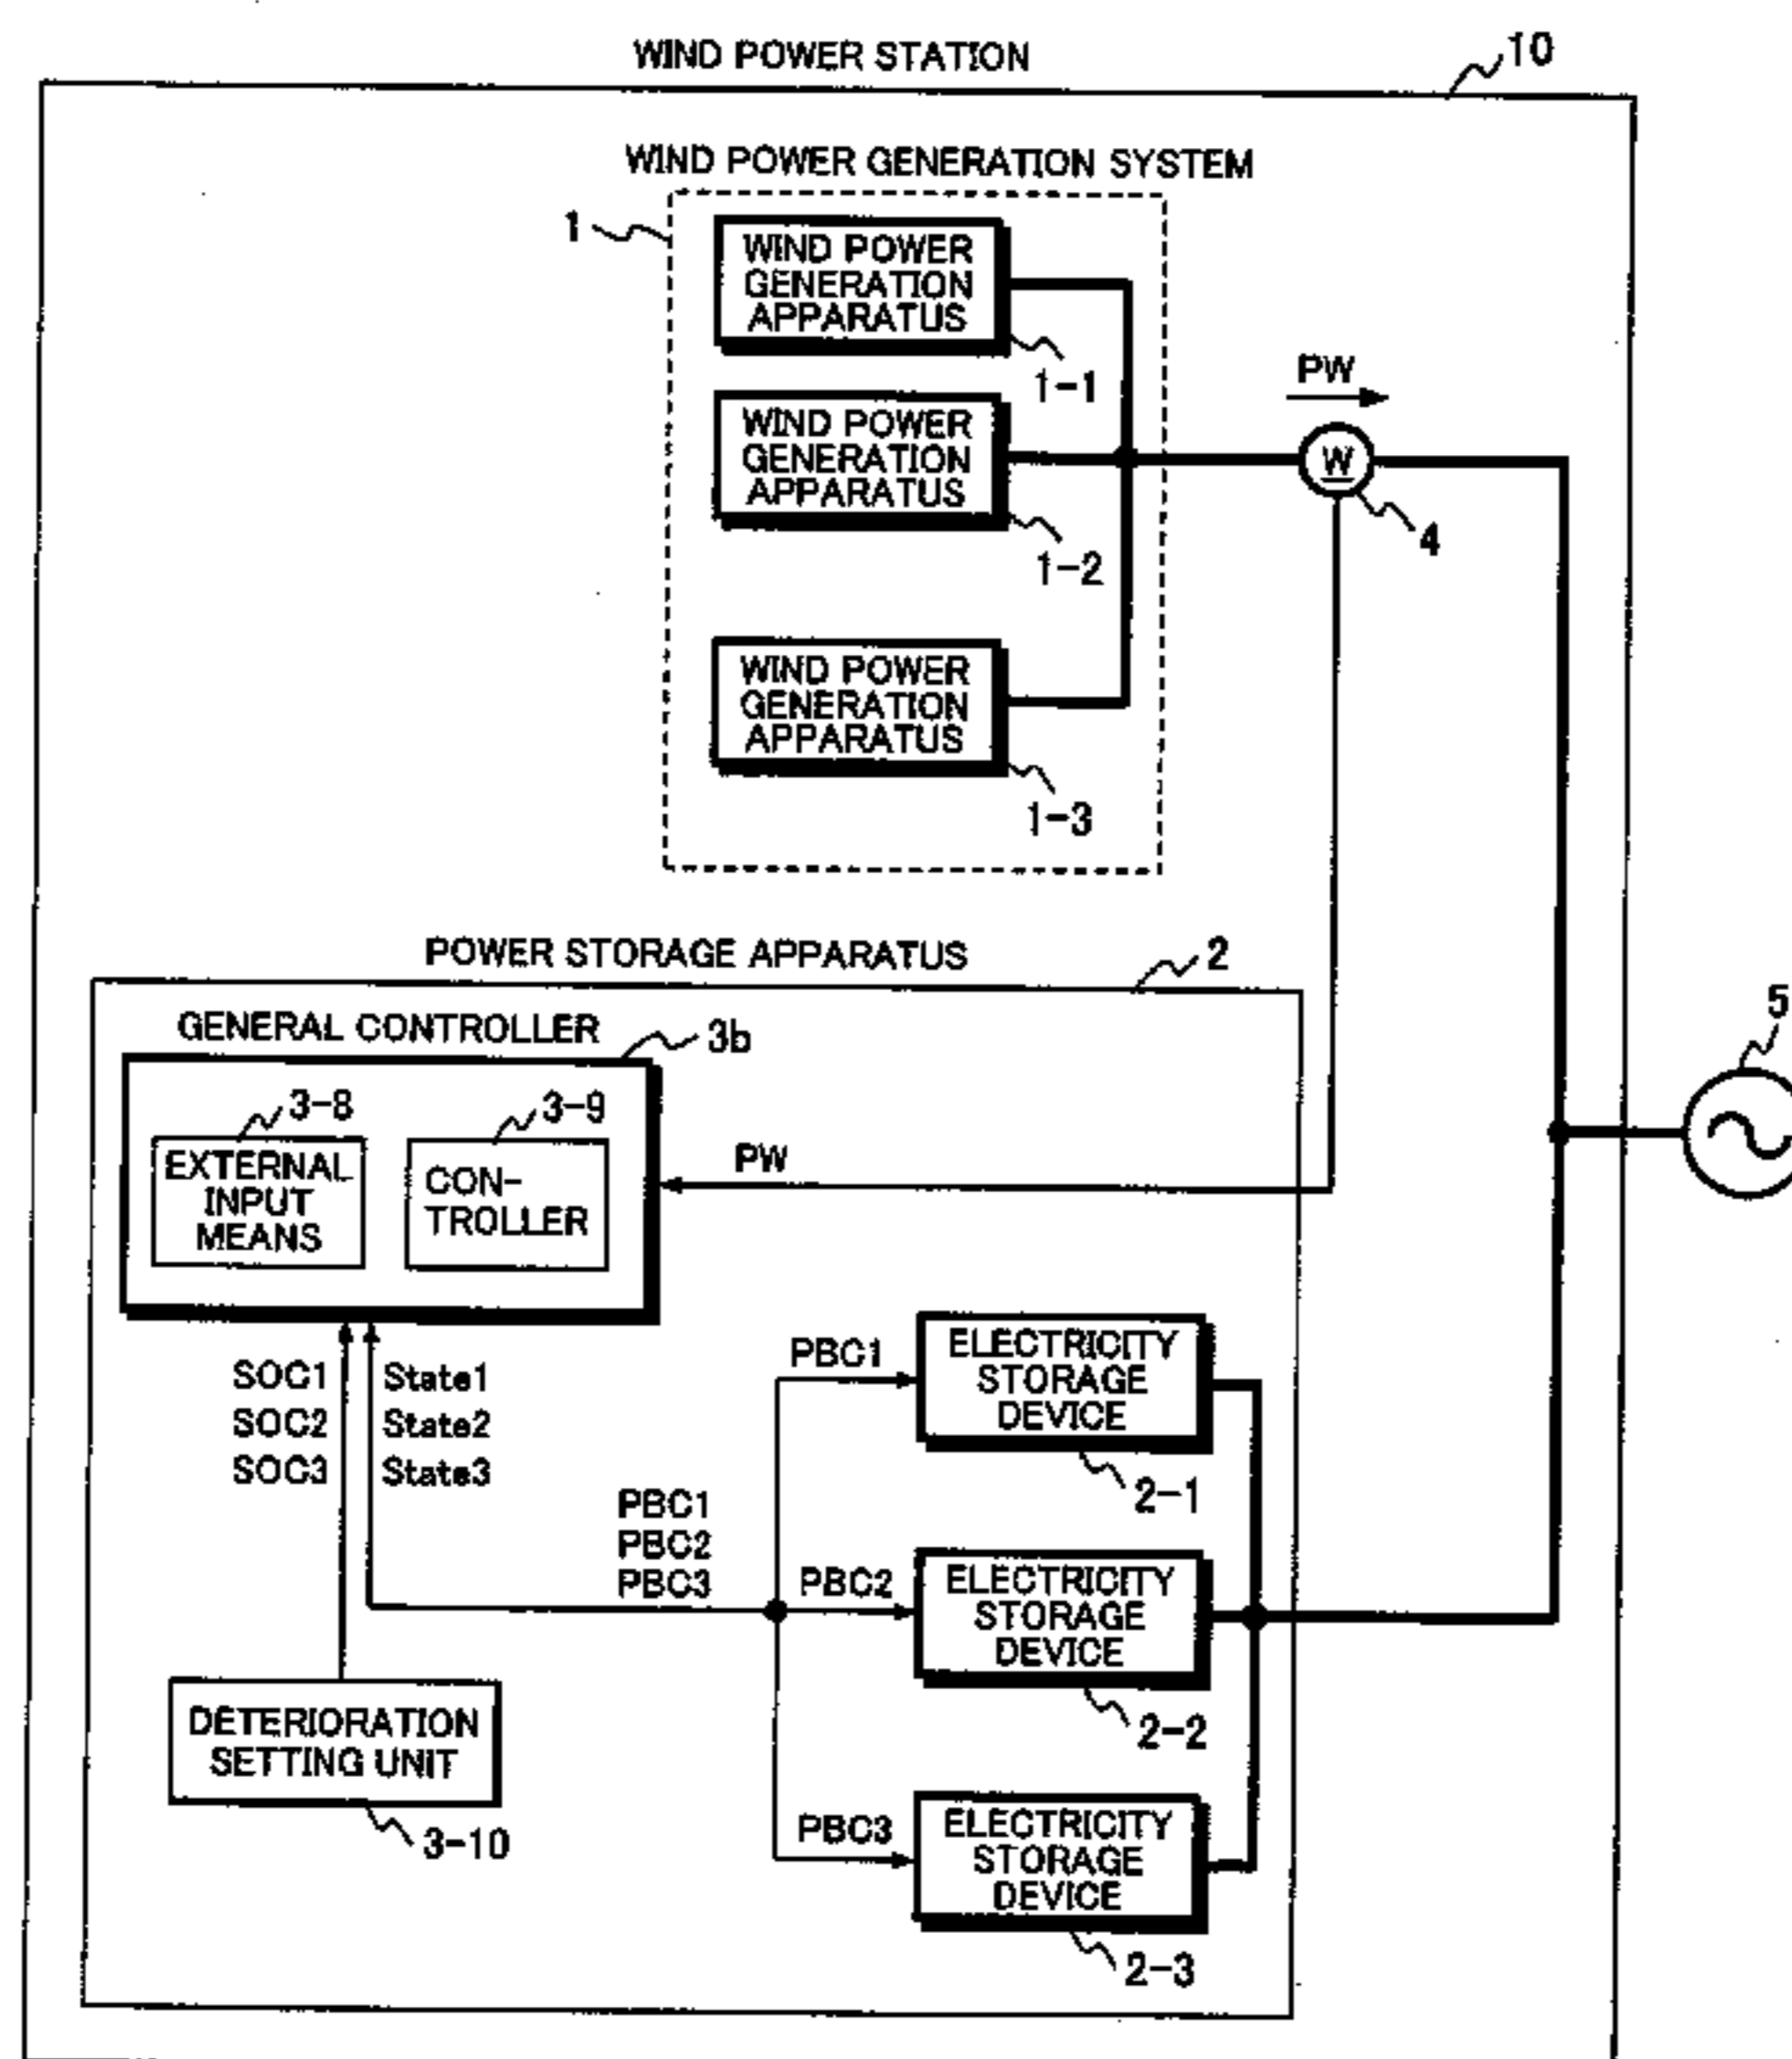 WIND POWER STATION
10
WIND POWER GENERATION SYSTEM
1
WIND POWER
GENERATION
APPARATUS
1-1
WIND POWER
GENERATION
APPARATUS
1-2
WIND POWER
GENERATION
APPARATUS
1-3
PW
W
4
POWER STORAGE APPARATUS
2
GENERAL CONTROLLER
3b
3-8
EXTERNAL
INPUT
MEANS
3-9
CON-
TROLLER
PW
5
SOC1
SOC2
SOC3
State1
State2
State3
PBC1
PBC2
PBC3
PBC1
ELECTRICITY
STORAGE
DEVICE
2-1
PBC2
ELECTRICITY
STORAGE
DEVICE
2-2
PBC3
ELECTRICITY
STORAGE
DEVICE
2-3
DETERIORATION
SETTING UNIT
3-10